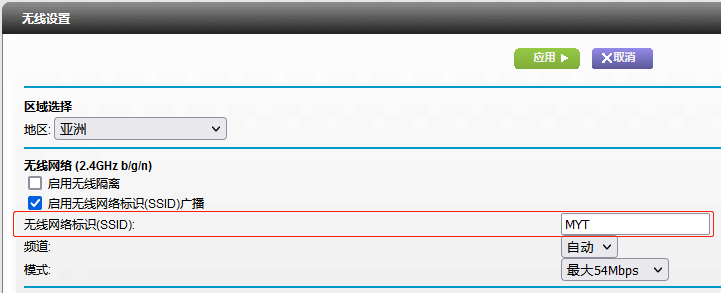 无线设置
应用 取消
区域选择
地区: 亚洲
无线网络 (2.4GHz b/g/n)
启用无线隔离
启用无线网络标识(SSID)广播
无线网络标识(SSID): MYT
频道: 自动
模式: 最大54Mbps